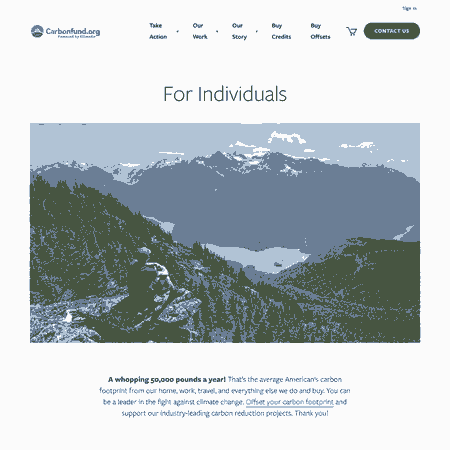 Sign In
Carbonfund.org
Take Action
Our Work
Our Story
Buy Credits
Buy Offsets
CONTACT US
For Individuals
A whopping 50,000 pounds a year! That's the average American's carbon
footprint from our home, work, travel, and everything else we do and buy. You can
be a leader in the fight against climate change. Offset your carbon footprint and
support our industry-leading carbon reduction projects. Thank you!